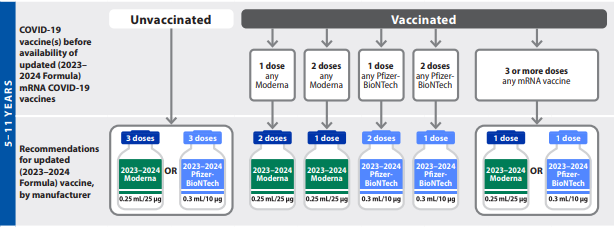 5–11 YEARS
COVID-19
vaccine(s) before
availability of
updated (2023–
2024 Formula)
mRNA COVID-19
vaccines
Unvaccinated
Vaccinated
1 dose
any
Moderna
2 doses
any
Moderna
1 dose
any Pfizer-
BioNTech
2 doses
any Pfizer-
BioNTech
3 or more doses
any mRNA vaccine
Recommendations
for updated
(2023–2024
Formula) vaccine,
by manufacturer
3 doses
2023–2024
Moderna
0.25 mL/25 µg
OR
3 doses
2023–2024
Pfizer-
BioNTech
0.3 mL/10 µg
2 doses
2023–2024
Moderna
0.25 mL/25 µg
1 dose
2023–2024
Moderna
0.25 mL/25 µg
2 doses
2023–2024
Pfizer-
BioNTech
0.3 mL/10 µg
1 dose
2023–2024
Pfizer-
BioNTech
0.3 mL/10 µg
1 dose
2023–2024
Moderna
0.25 mL/25 µg
OR
1 dose
2023–2024
Pfizer-
BioNTech
0.3 mL/10 µg